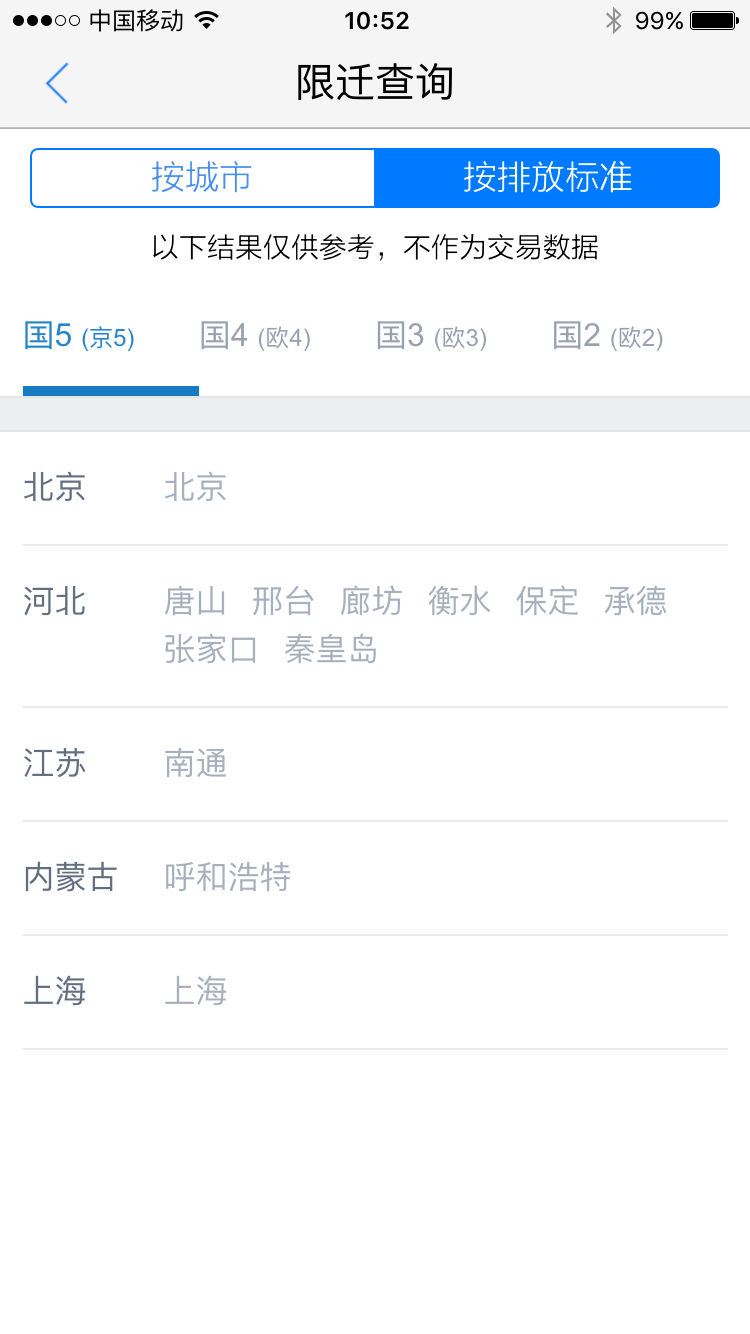 中国移动 10:52 99%
限迁查询
按城市 按排放标准
以下结果仅供参考，不作为交易数据
国5 (京5) 国4 (欧4) 国3 (欧3) 国2 (欧2)
北京 北京
河北 唐山 邢台 廊坊 衡水 保定 承德
张家口 秦皇岛
江苏 南通
内蒙古 呼和浩特
上海 上海